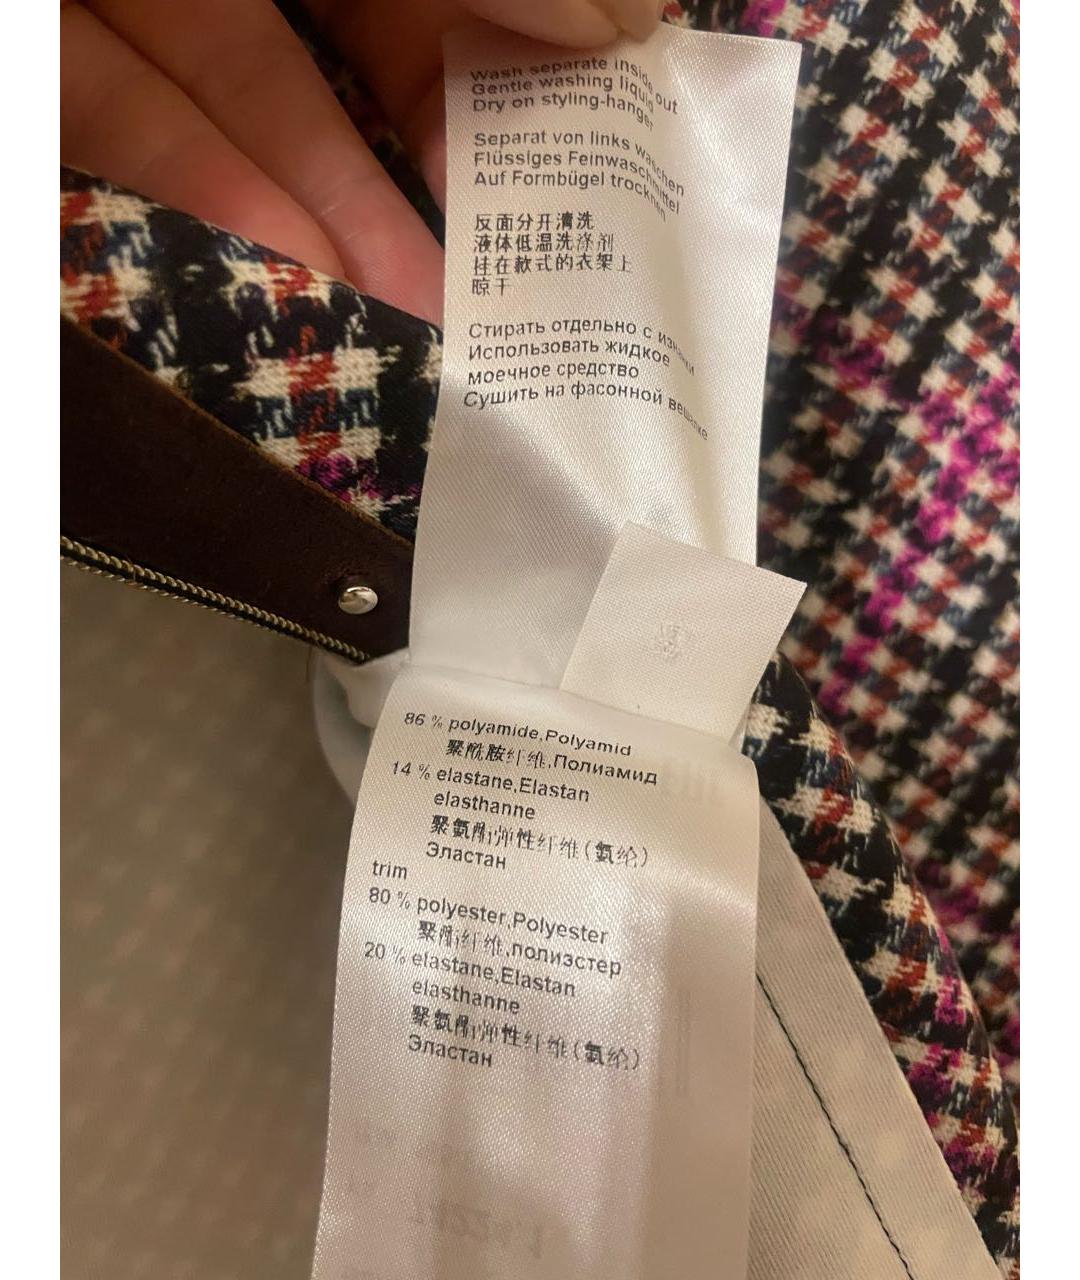 Wash separate inside out
Gentle washing liquid
Dry on styling-hanger
Separat von links waschen
Flüssiges Feinwaschmittel
Auf Formbügel trocknen
反面分开清洗
液体低温洗涤剂
挂在款式的衣架上
晾干
Стирать отдельно с изнанки
Использовать жидкое
моечное средство
Сушить на фасонной вешалке
86 % polyamide,Polyamid
聚酰胺纤维,Полиамид
14 % elastane,Elastan
elasthanne
聚氨酯弹性纤维(氨纶)
Эластан
trim
80 % polyester,Polyester
聚酯纤维,полиэстер
20 % elastane,Elastan
elasthanne
聚氨酯弹性纤维(氨纶)
Эластан